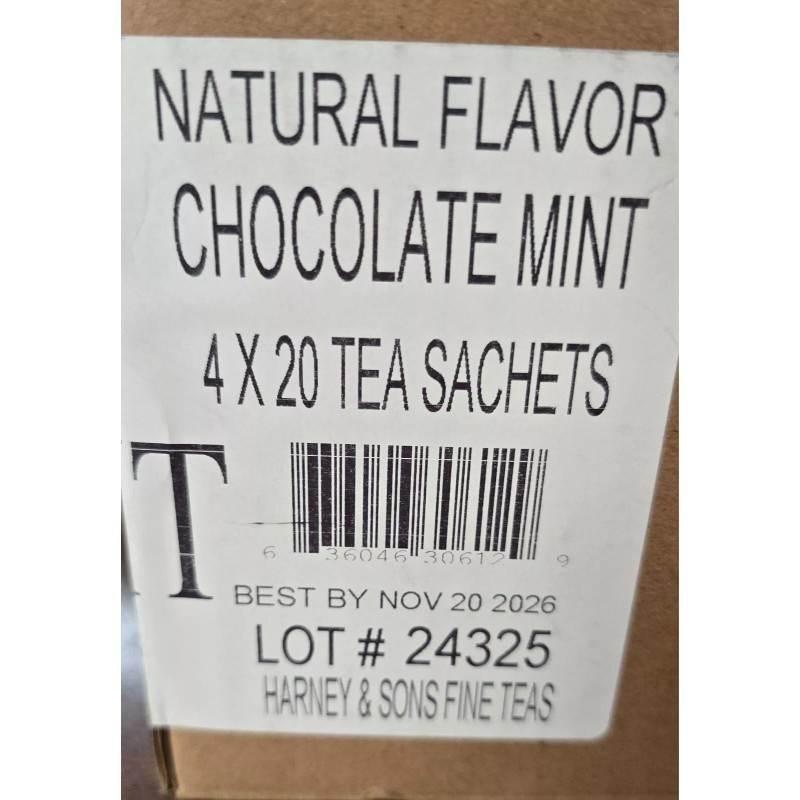 NATURAL FLAVOR
CHOCOLATE MINT
4 X 20 TEA SACHETS
T
6 36046 30612 9
BEST BY NOV 20 2026
LOT # 24325
HARNEY & SONS FINE TEAS